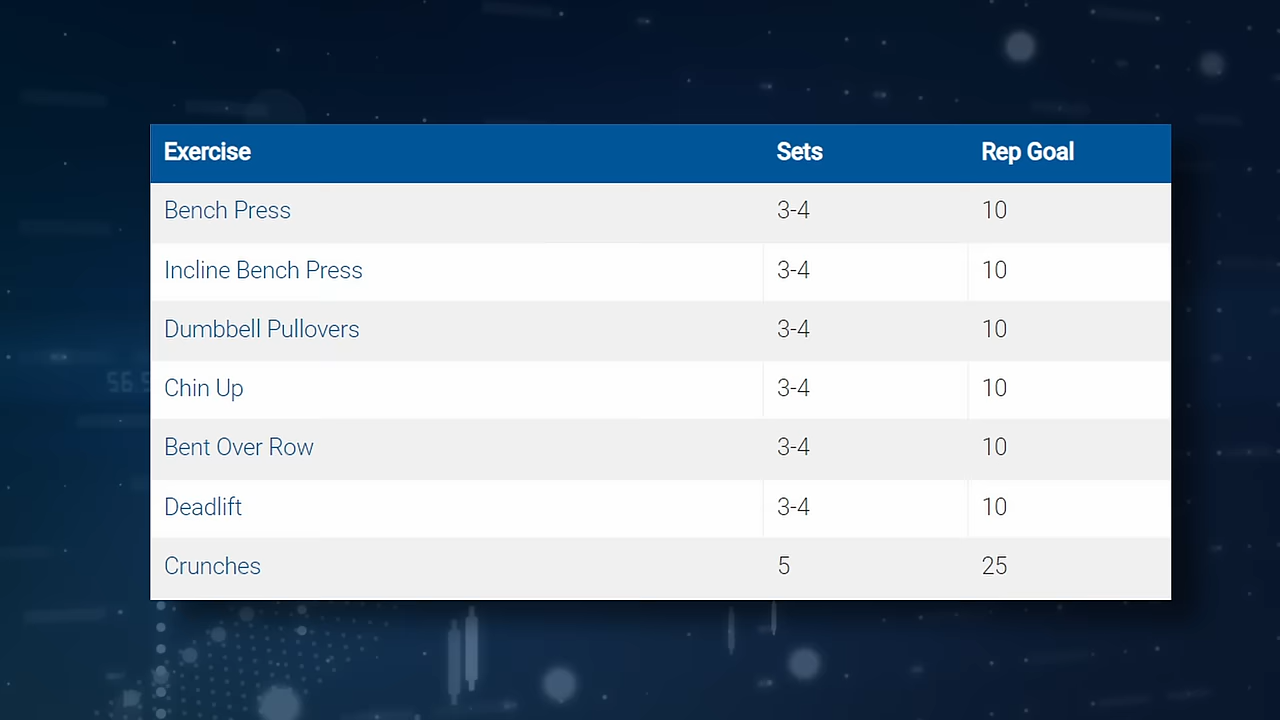 Exercise Sets Rep Goal
Bench Press 3-4 10
Incline Bench Press 3-4 10
Dumbbell Pullovers 3-4 10
Chin Up 3-4 10
Bent Over Row 3-4 10
Deadlift 3-4 10
Crunches 5 25